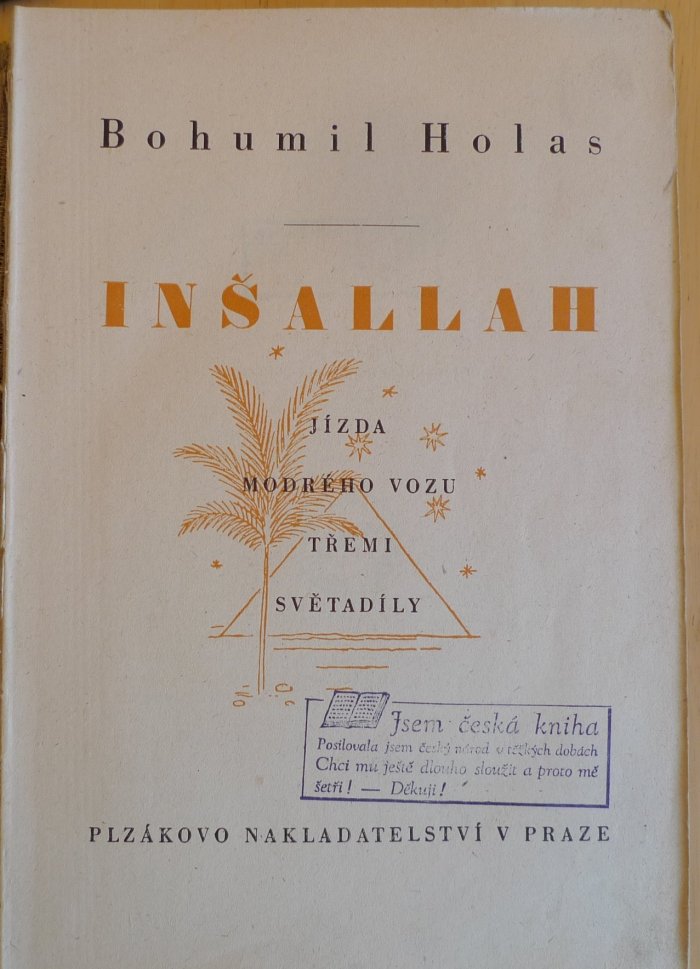 Bohumil Holas
INŠALLAH
JÍZDA
MODRÉHO VOZU
TŘEMI
SVĚTADÍLY
Jsem česká kniha
Posilovala jsem český národ v těžkých dobách
Chci mu ještě dlouho sloužit a proto mě
šetři! — Děkuji!
PLZÁKOVO NAKLADATELSTVÍ V PRAZE